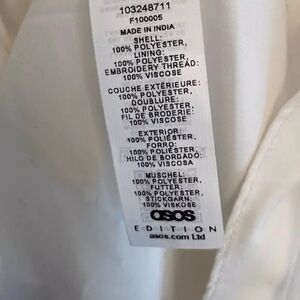 103248711
F100005
MADE IN INDIA
SHELL:
100% POLYESTER,
LINING:
100% POLYESTER,
EMBROIDERY THREAD:
100% VISCOSE
COUCHE EXTÉRIEURE:
100% POLYESTER,
DOUBLURE:
100% POLYESTER,
FIL DE BRODERIE:
100% VISCOSE
EXTERIOR:
100% POLIÉSTER,
FORRO:
100% POLIÉSTER,
HILO DE BORDADO:
100% VISCOSA
MUSCHEL:
100% POLYESTER,
FUTTER:
100% POLYESTER,
STICKGARN:
100% VISKOSE
asos
EDITION
asos.com Ltd